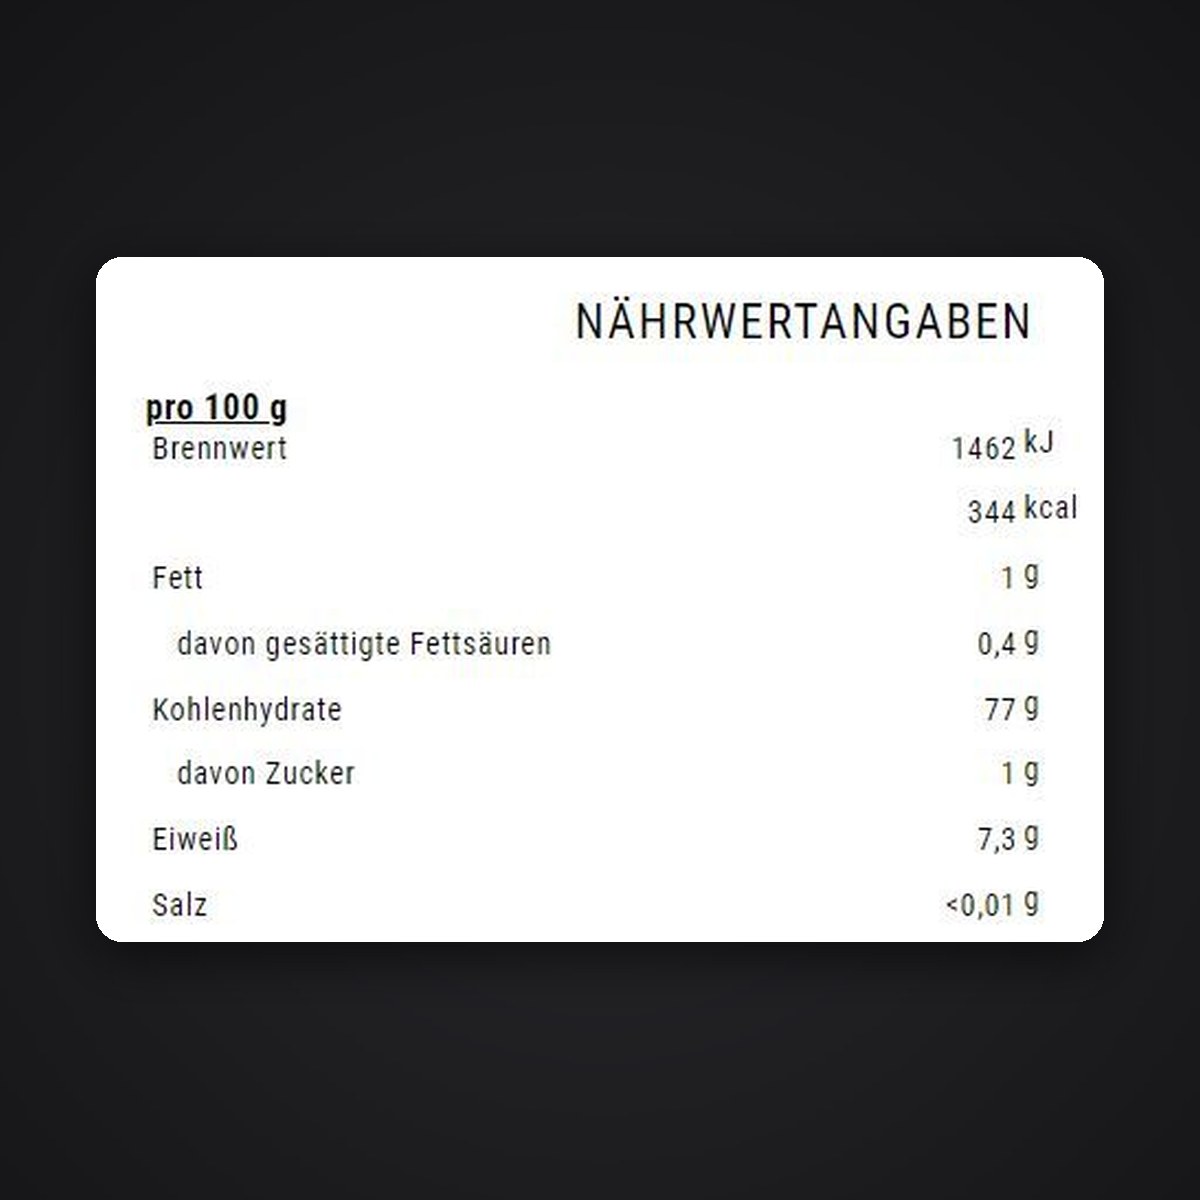 NÄHRWERTANGABEN
pro 100 g
Brennwert 1462 kJ
344 kcal
Fett 1 g
davon gesättigte Fettsäuren 0,4 g
Kohlenhydrate 77 g
davon Zucker 1 g
Eiweiß 7,3 g
Salz <0,01 g